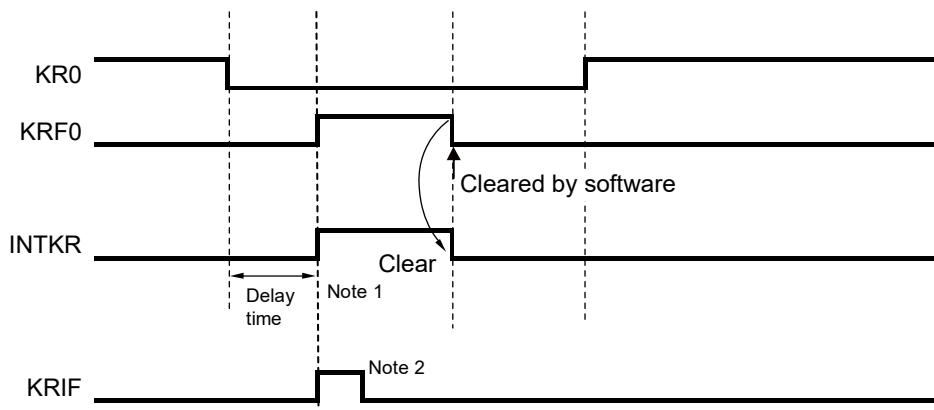 KR0
KRF0
Cleared by software
INTKR
Clear
Delay
time
Note 1
Note 2
KRIF